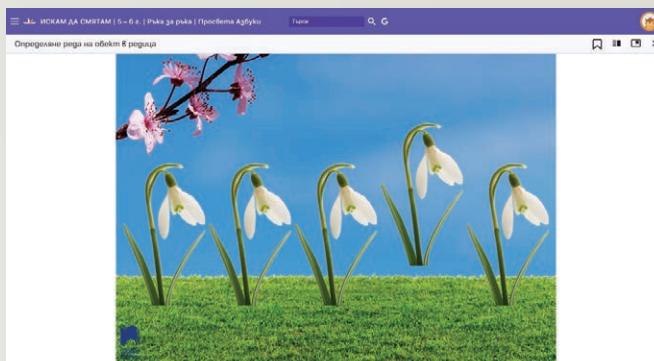 ИСКАМ ДА СМЯТАМ | 5 – 6 г. | Ръка за ръка | Просвета Азбуки
Търси
Определяне реда на обект в редица